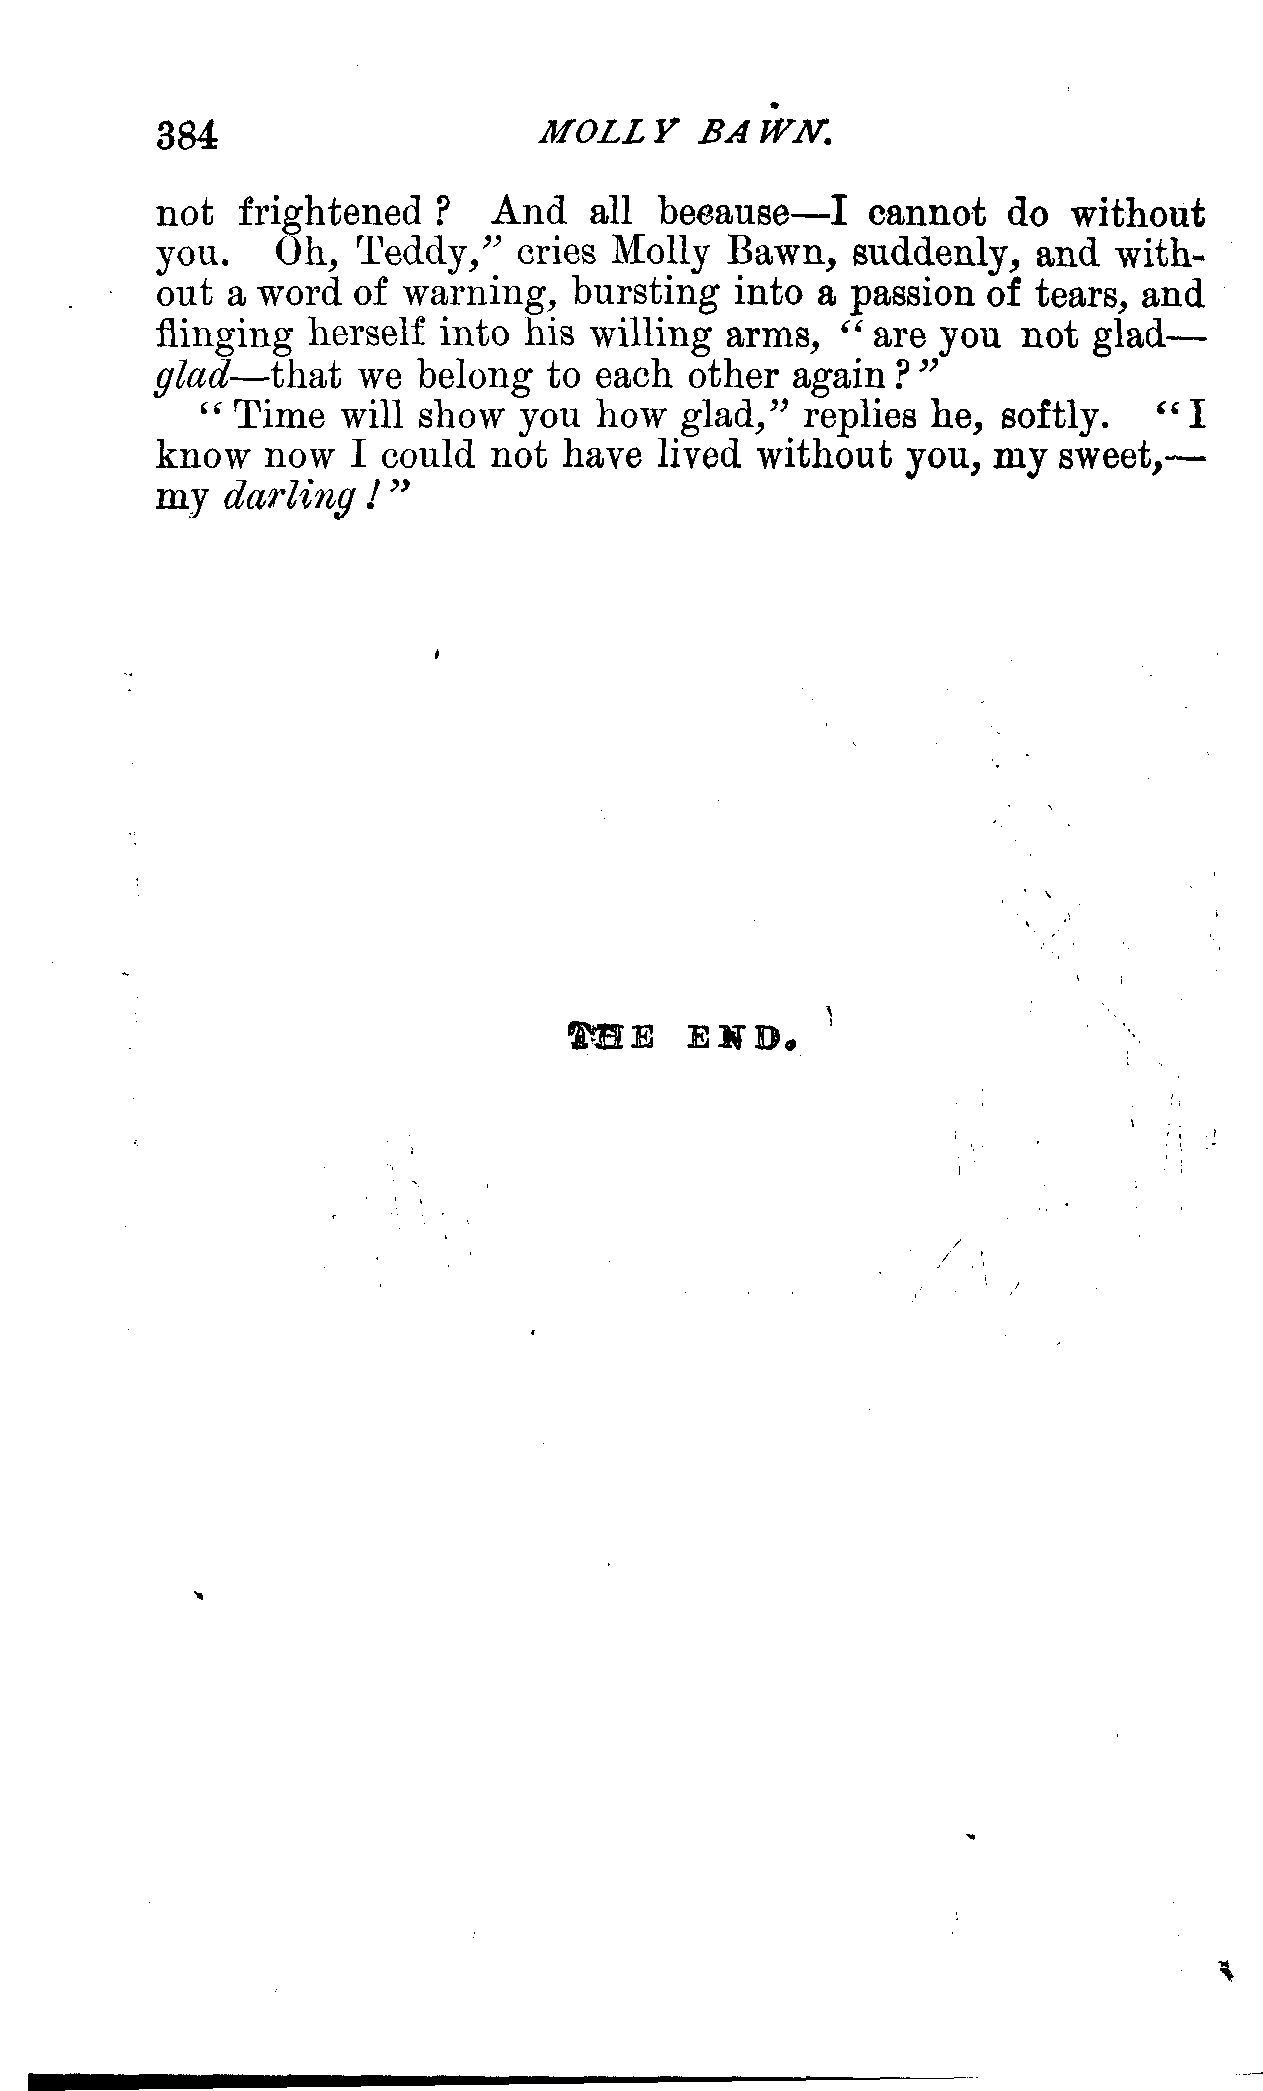 384 MOLLY BAWN.
not frightened? And all because—I cannot do without
you. Oh, Teddy,” cries Molly Bawn, suddenly, and with-
out a word of warning, bursting into a passion of tears, and
flinging herself into his willing arms, “are you not glad—
glad—that we belong to each other again?”
“Time will show you how glad,” replies he, softly. “I
know now I could not have lived without you, my sweet,—
my darling!”
THE END.